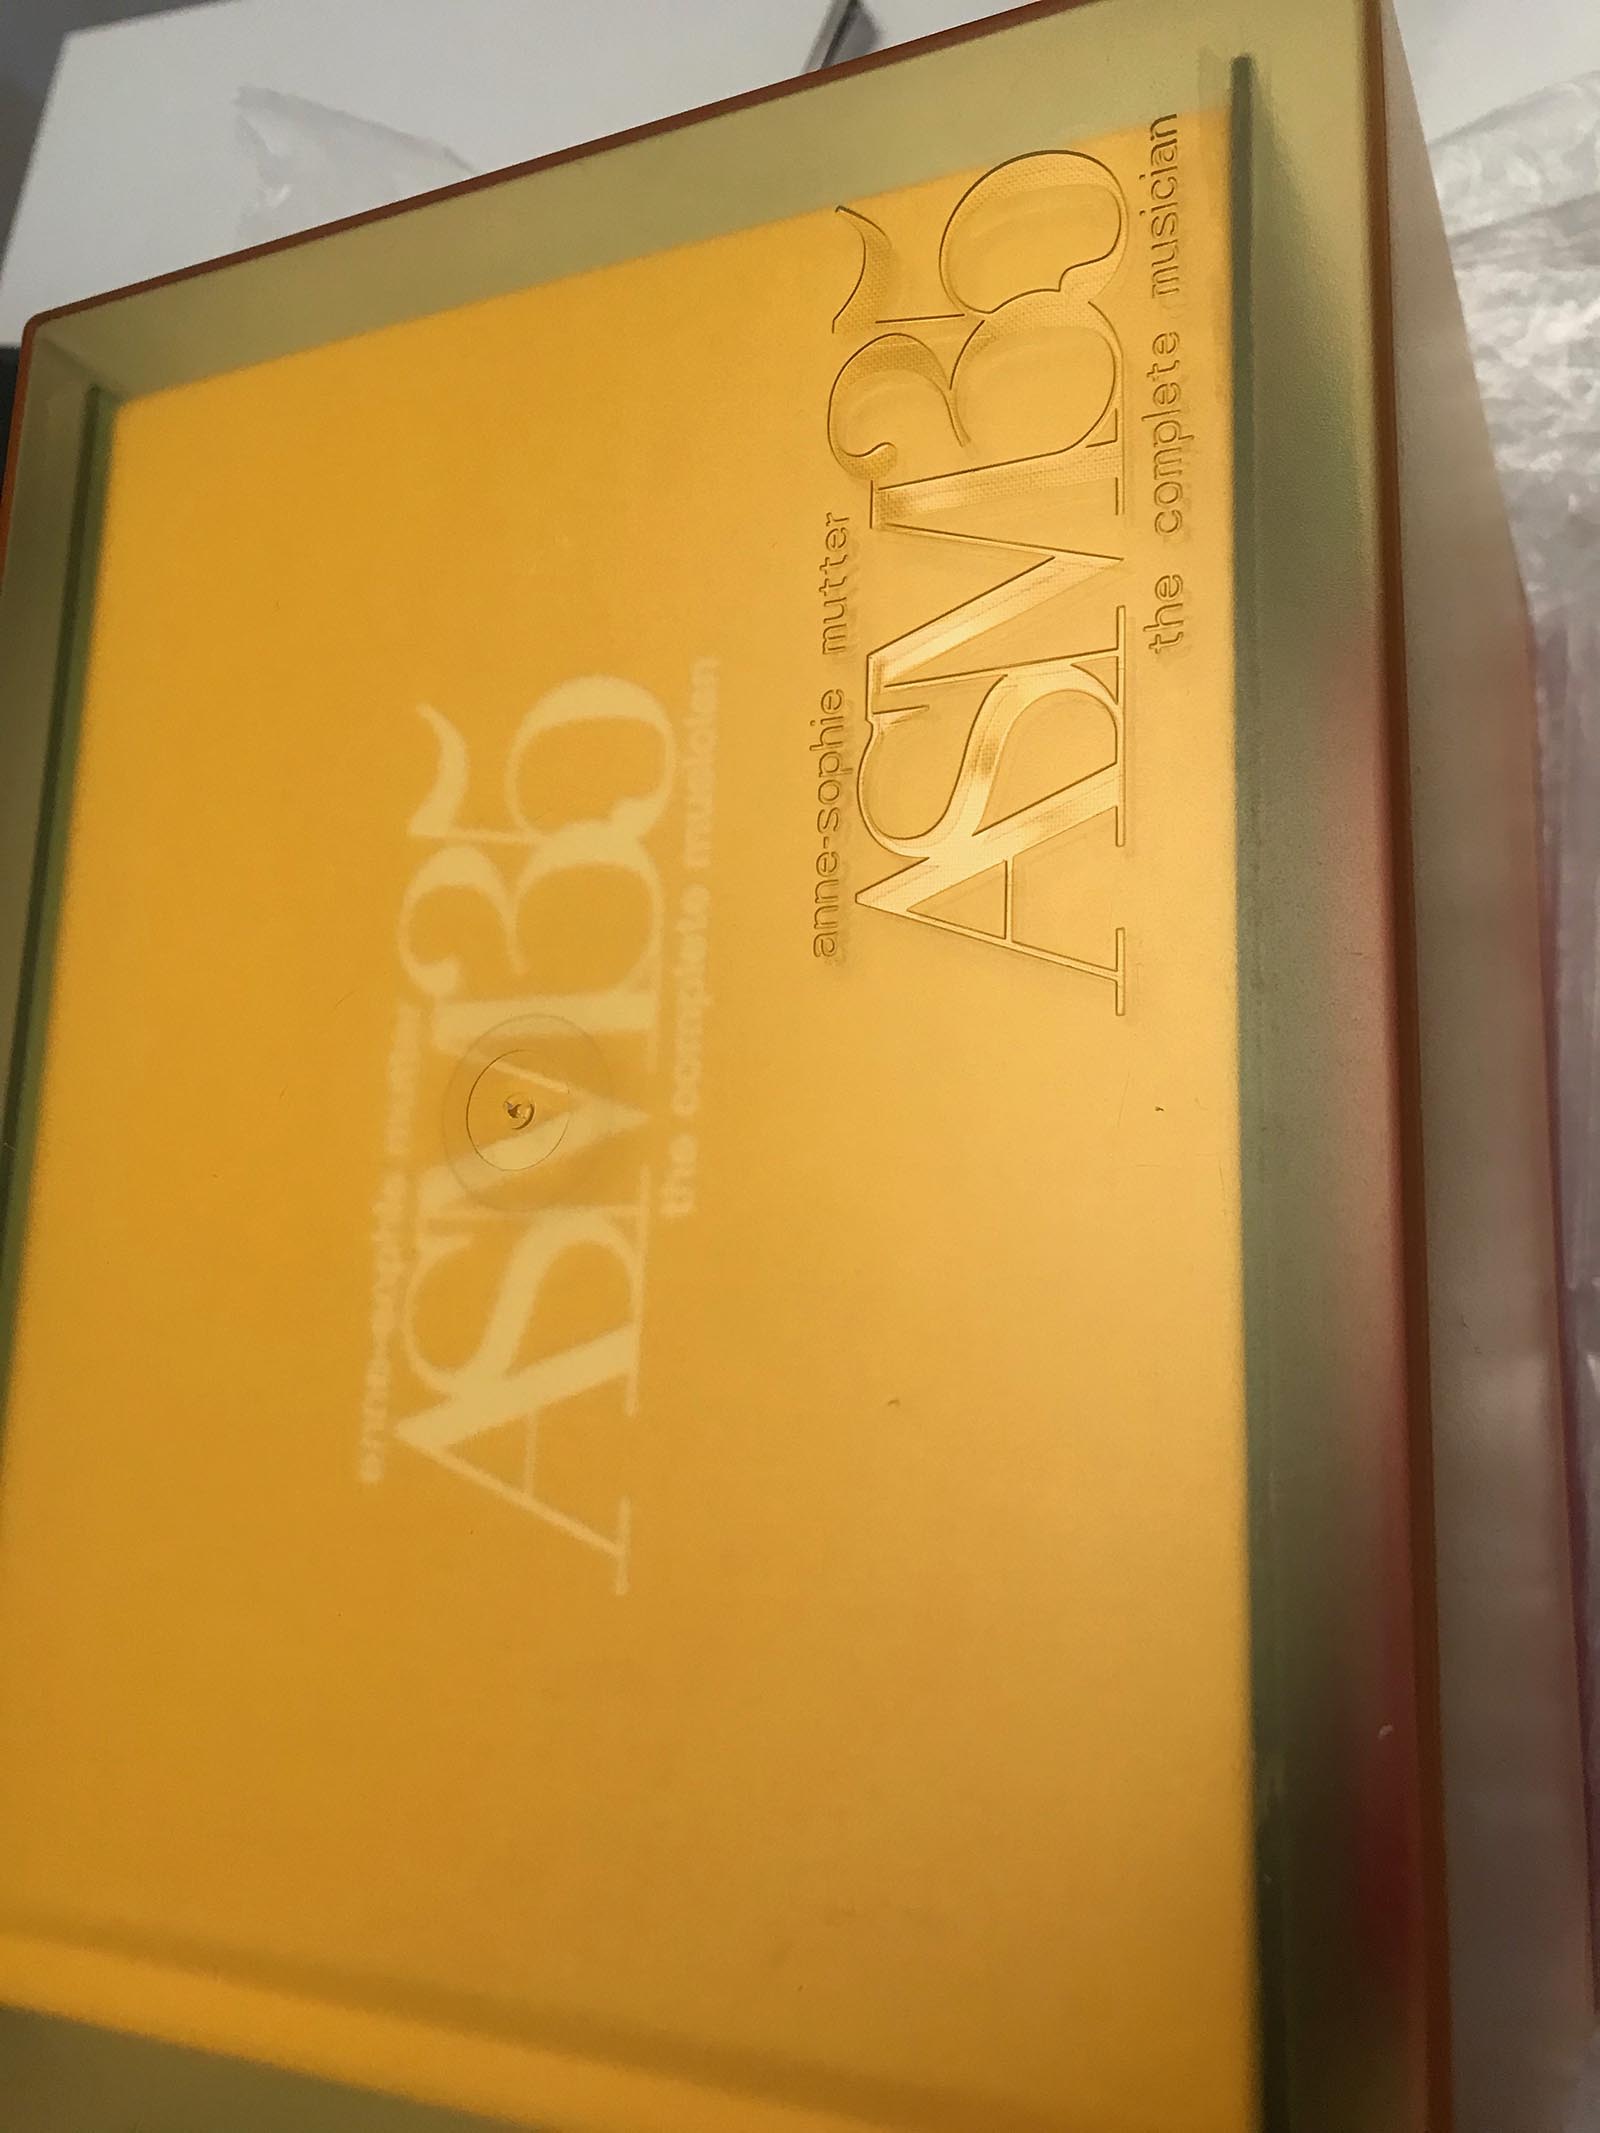 anne-sophie mutter
ASM35
the complete musician
anne-sophie mutter
ASM35
the complete musician